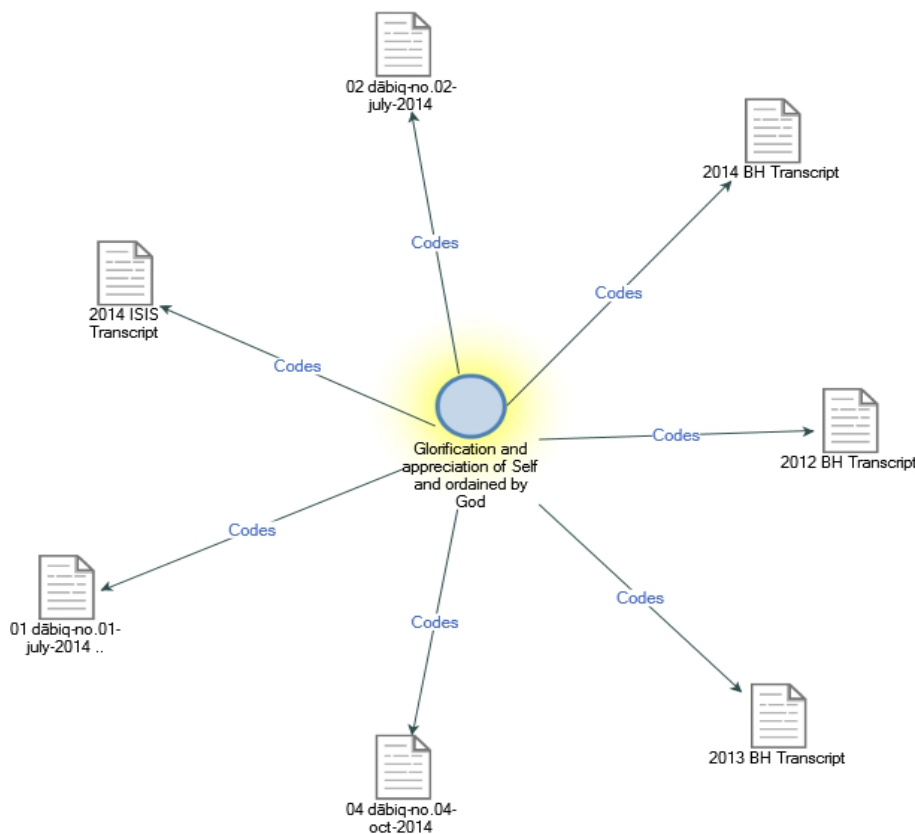 02 dābiq-no.02-
july-2014
2014 BH Transcript
Codes
Codes
2014 ISIS
Transcript
Codes
Codes
2012 BH Transcript
Glorification and
appreciation of Self
and ordained by
God
Codes
01 dābiq-no.01-
july-2014 ..
Codes
Codes
2013 BH Transcript
04 dābiq-no.04-
oct-2014